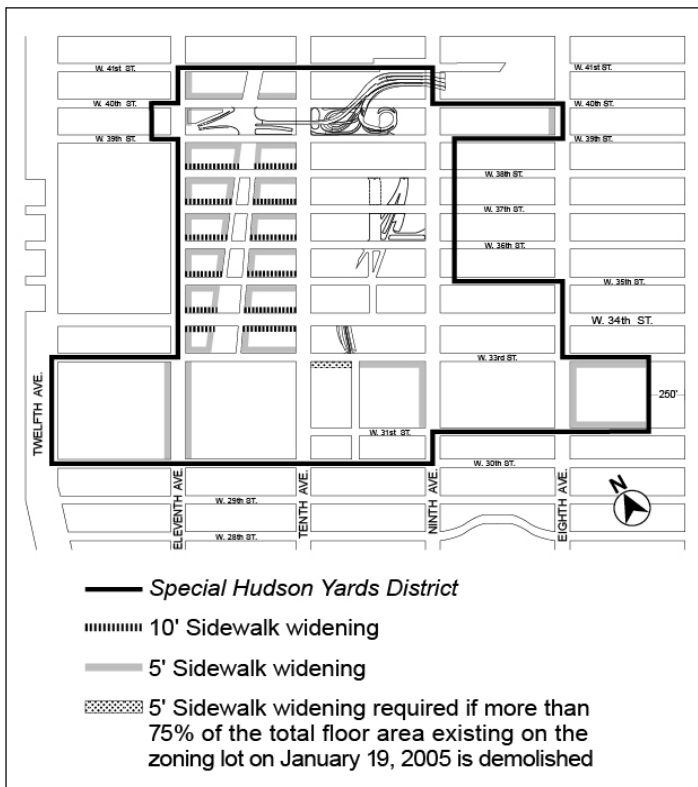 W. 41st ST.
W. 41st ST.
W. 40th ST.
W. 40th ST.
W. 39th ST.
W. 39th ST.
W. 38th ST.
W. 37th ST.
W. 36th ST.
W. 35th ST.
W. 34th ST.
W. 33rd ST.
TWELFTH AVE.
250'
W. 31st ST.
W. 30th ST.
ELEVENTH AVE.
TENTH AVE.
NINTH AVE.
EIGHTH AVE.
N
W. 29th ST.
W. 28th ST.
Special Hudson Yards District
10' Sidewalk widening
5' Sidewalk widening
5' Sidewalk widening required if more than
75% of the total floor area existing on the
zoning lot on January 19, 2005 is demolished